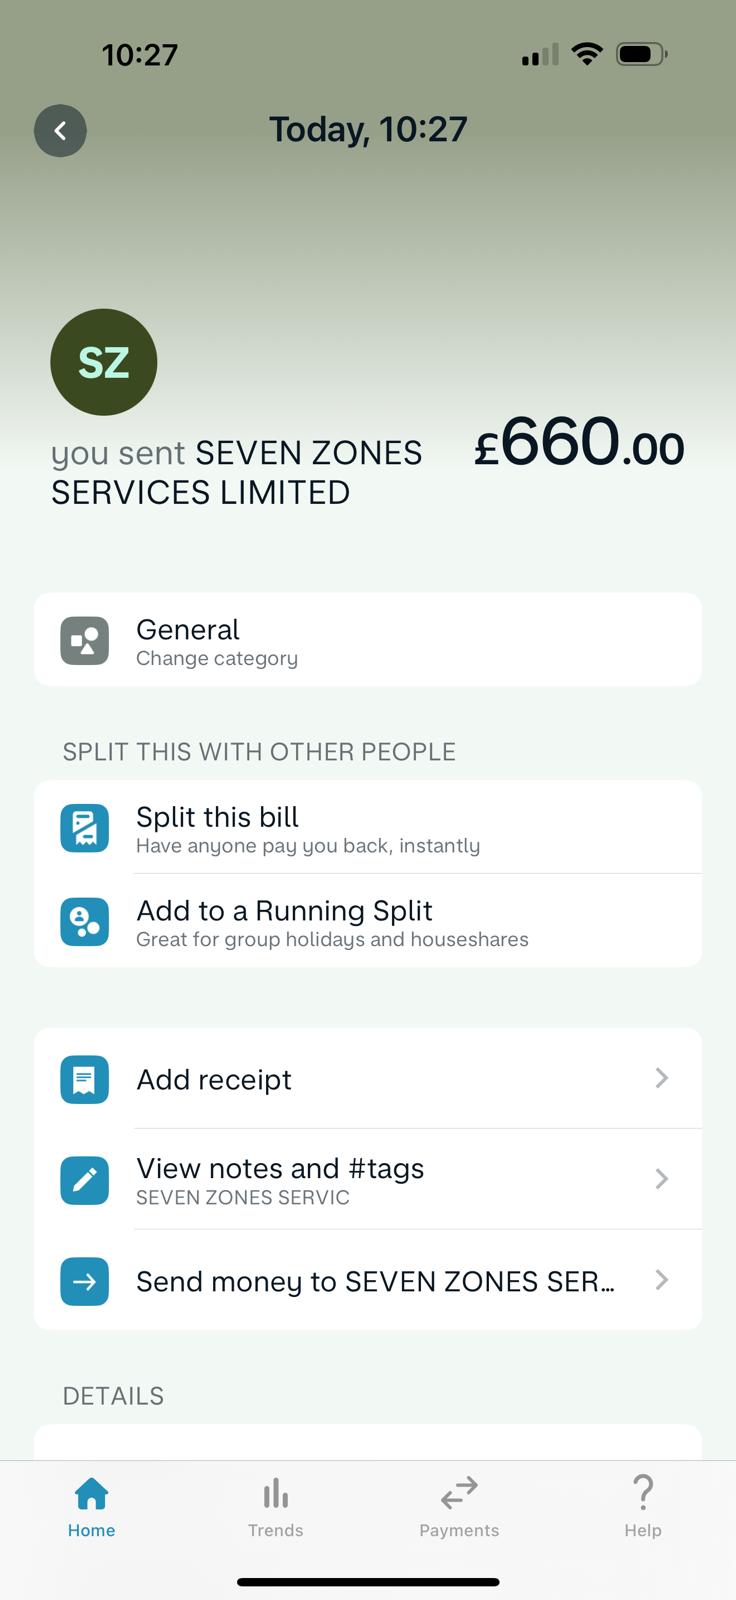 10:27
Today, 10:27
SZ
you sent SEVEN ZONES
SERVICES LIMITED
£660.00
General
Change category
SPLIT THIS WITH OTHER PEOPLE
Split this bill
Have anyone pay you back, instantly
Add to a Running Split
Great for group holidays and houseshares
Add receipt
View notes and #tags
SEVEN ZONES SERVIC
Send money to SEVEN ZONES SER...
DETAILS
Home
Trends
Payments
Help